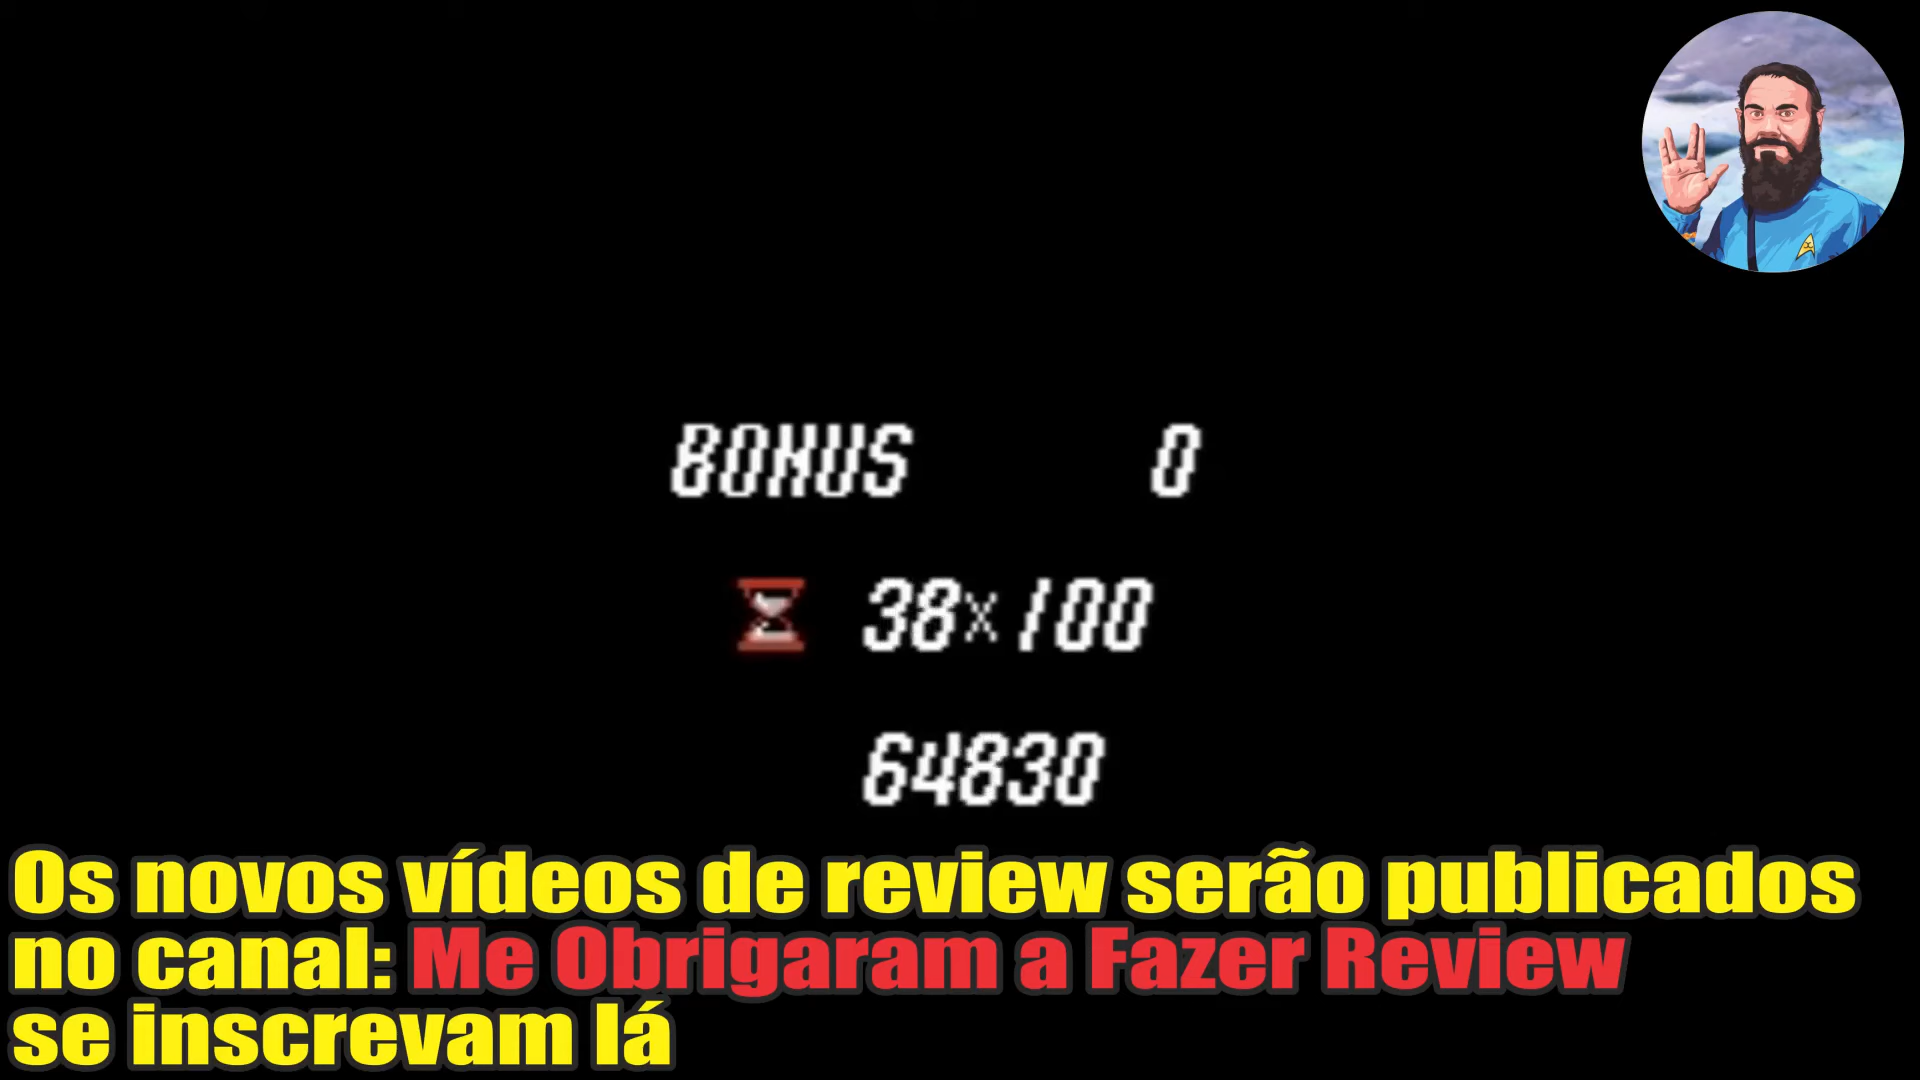 BONUS 0
38x100
64830
Os novos vídeos de review serão publicados
no canal: Me Obrigaram a Fazer Review
se inscrevam lá